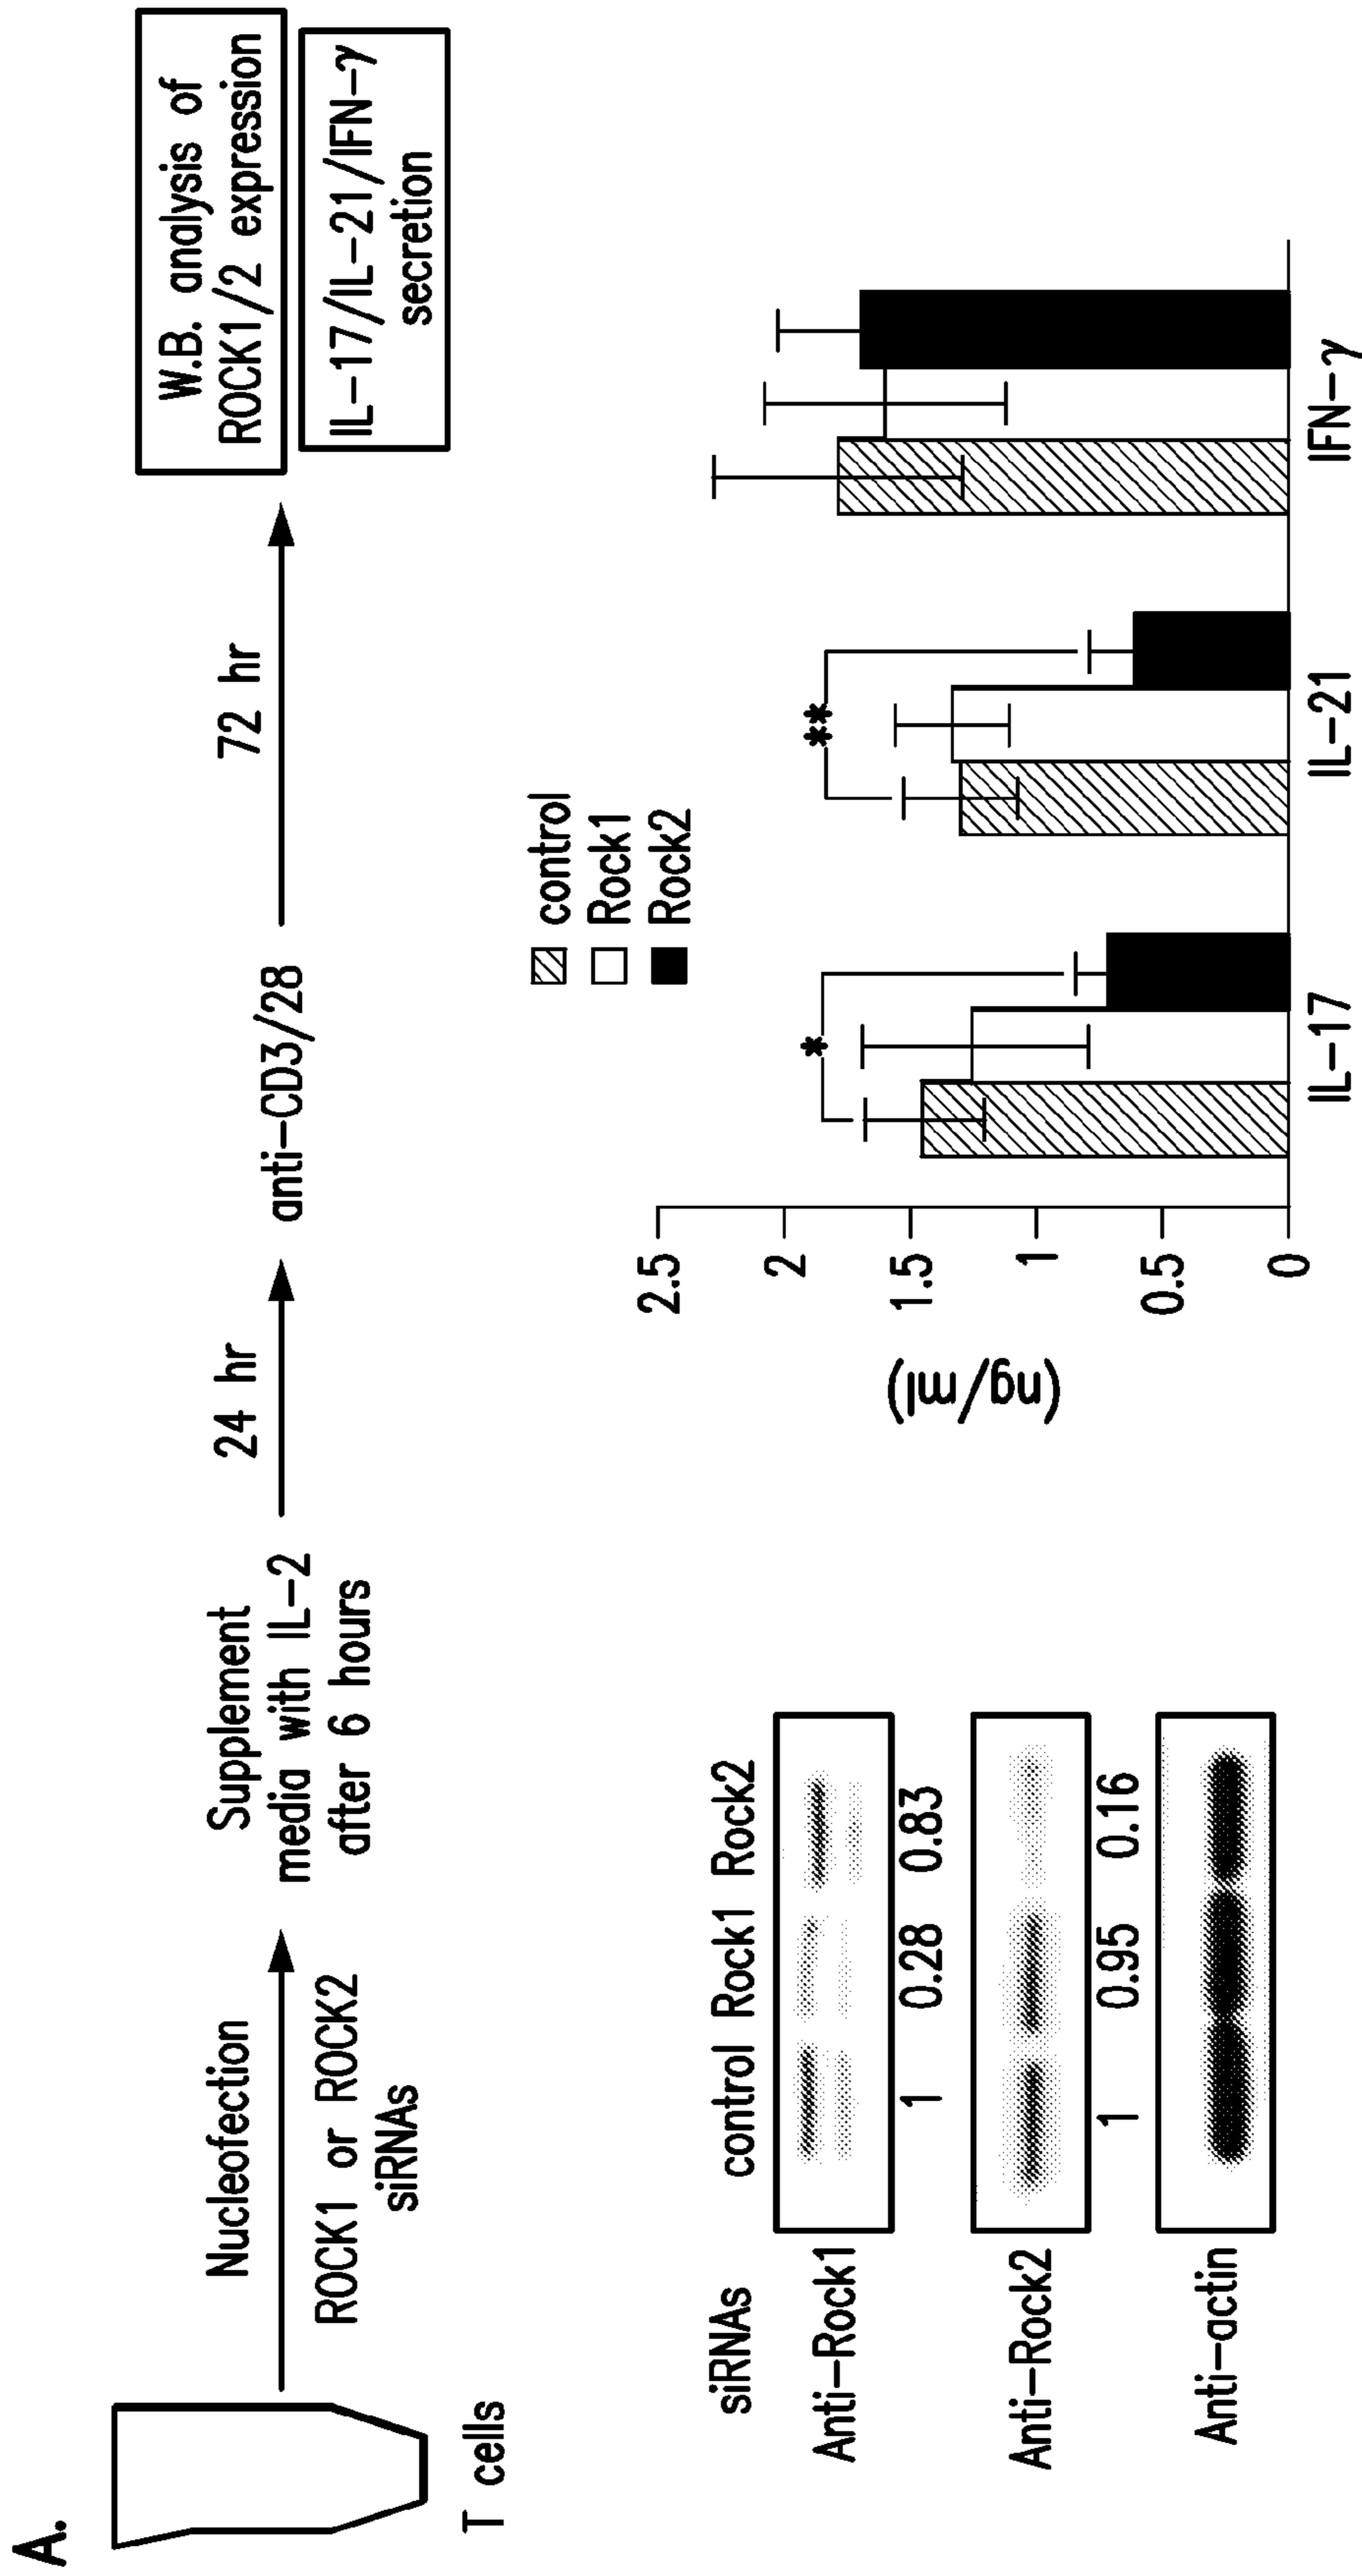 A.
T cells
Nucleofection
ROCK1 or ROCK2
siRNAs
Supplement
media with IL-2
after 6 hours
24 hr
anti-CD3/28
72 hr
W.B. analysis of
ROCK1/2 expression
IL-17/IL-21/IFN-γ
secretion
siRNAs control Rock1 Rock2
Anti-Rock1
1 0.28 0.83
Anti-Rock2
1 0.95 0.16
Anti-actin
control
Rock1
Rock2
(ng/ml)
2.5
2
1.5
1
0.5
0
*
**
IL-17 IL-21 IFN-γ